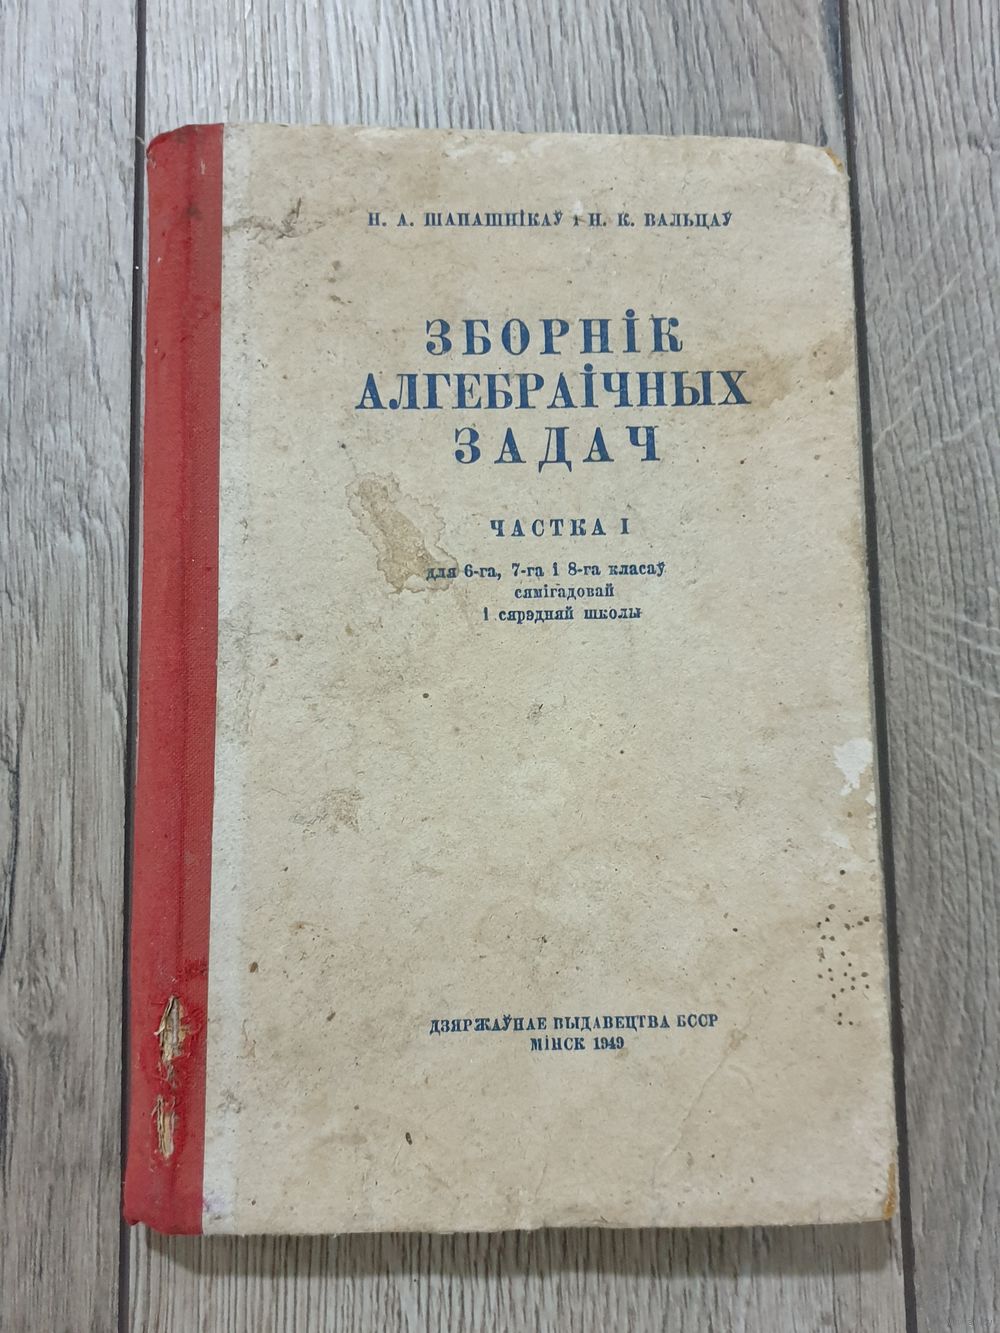 Н. А. ШАПАШНІКАЎ і Н. К. ВАЛЬЦАЎ
ЗБОРНІК
АЛГЕБРАІЧНЫХ
ЗАДАЧ
ЧАСТКА I
для 6-га, 7-га і 8-га класаў
сямігадовай
і сярэдняй школы
ДЗЯРЖАЎНАЕ ВЫДАВЕЦТВА БССР
МІНСК 1949